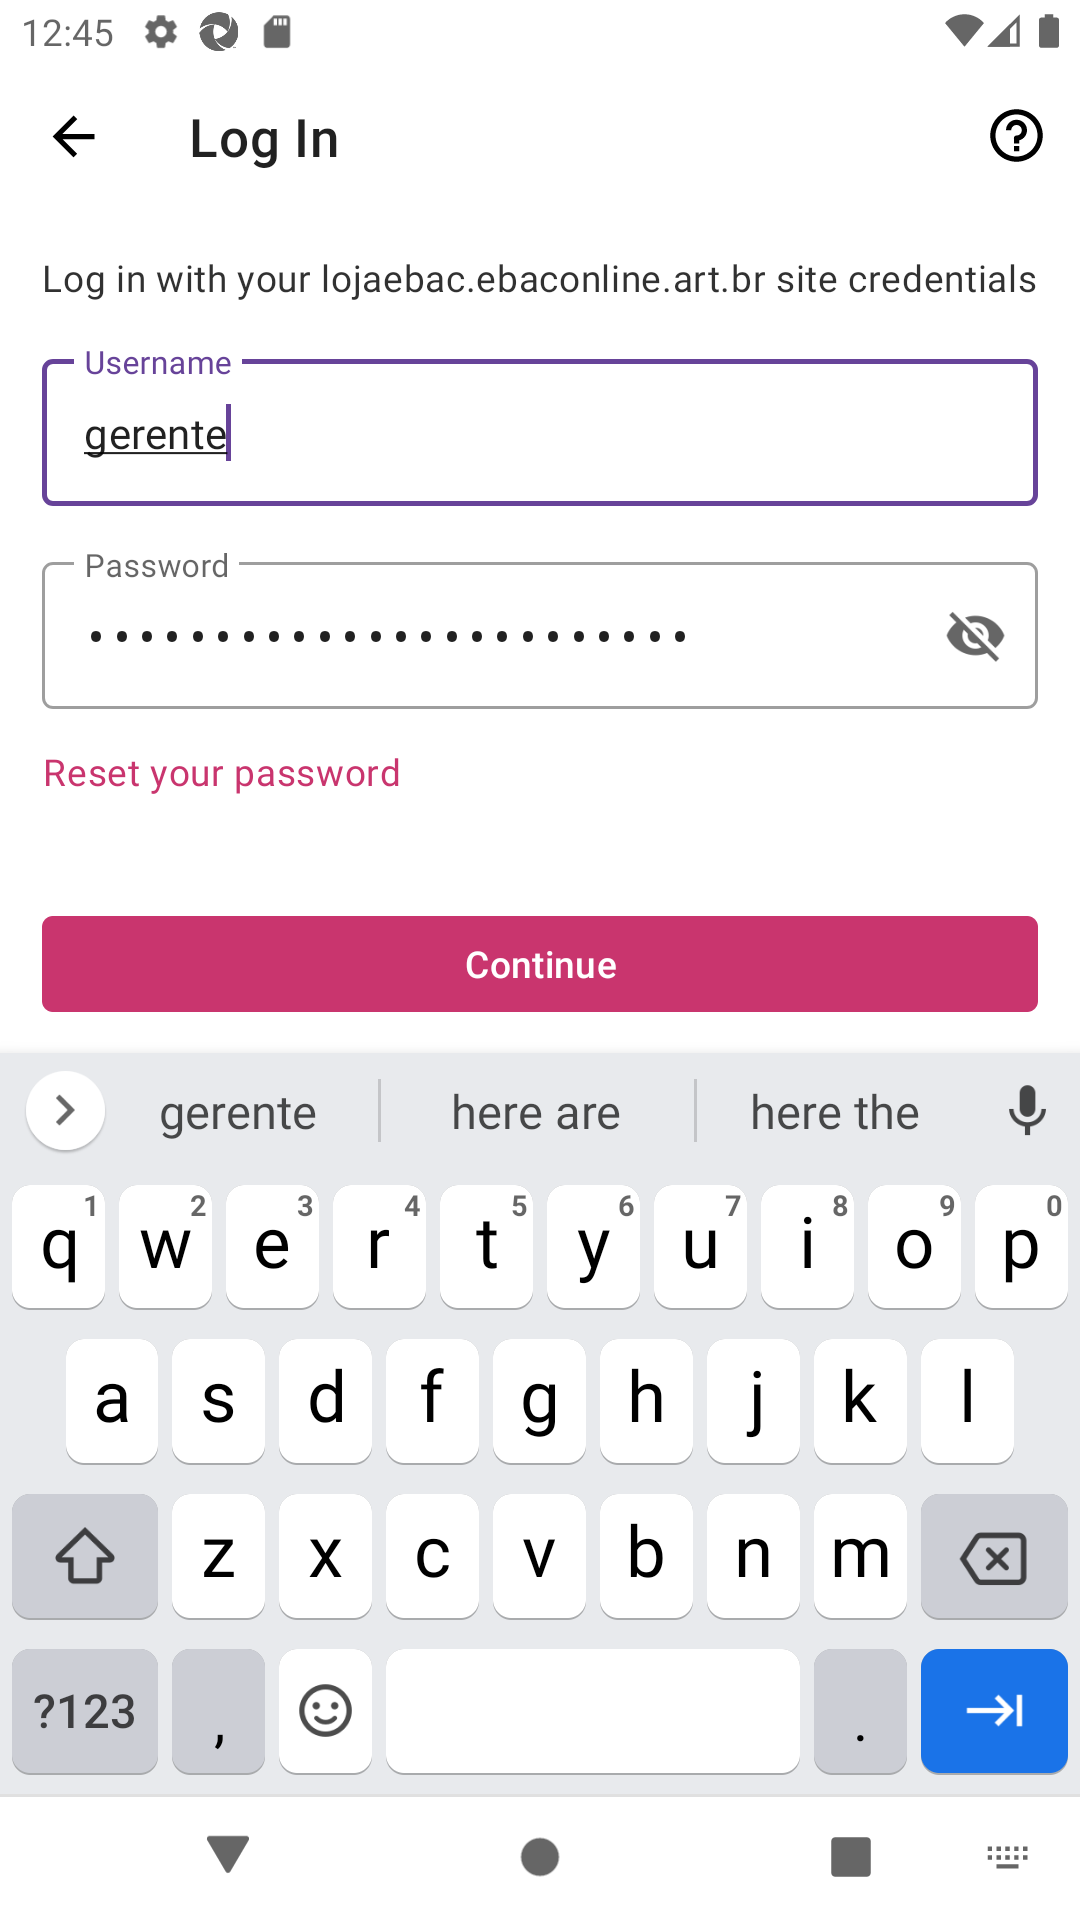 12:45
Log In
Log in with your lojaebac.ebaconline.art.br site credentials
Username
gerente
Password
••••••••••••••••••••••••
Reset your password
Continue
gerente here are here the
1 2 3 4 5 6 7 8 9 0
q w e r t y u i o p
a s d f g h j k l
z x c v b n m
?123 , .